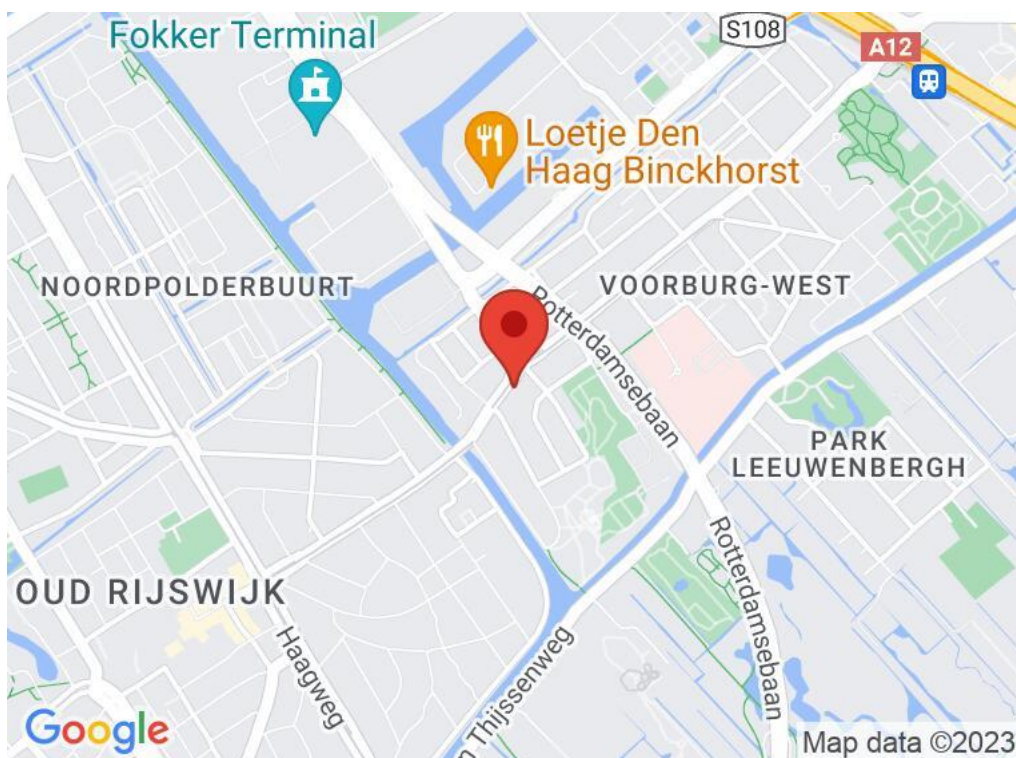 S108
Fokker Terminal
A12
Loetje Den
Haag Binckhorst
NOORDPOLDERBUURT
VOORBURG-WEST
Rotterdamsebaan
PARK
LEEUWENBERGH
Rotterdamsebaan
OUD RIJSWIJK
Haagweg
n Thijssenweg
Google
Map data ©2023